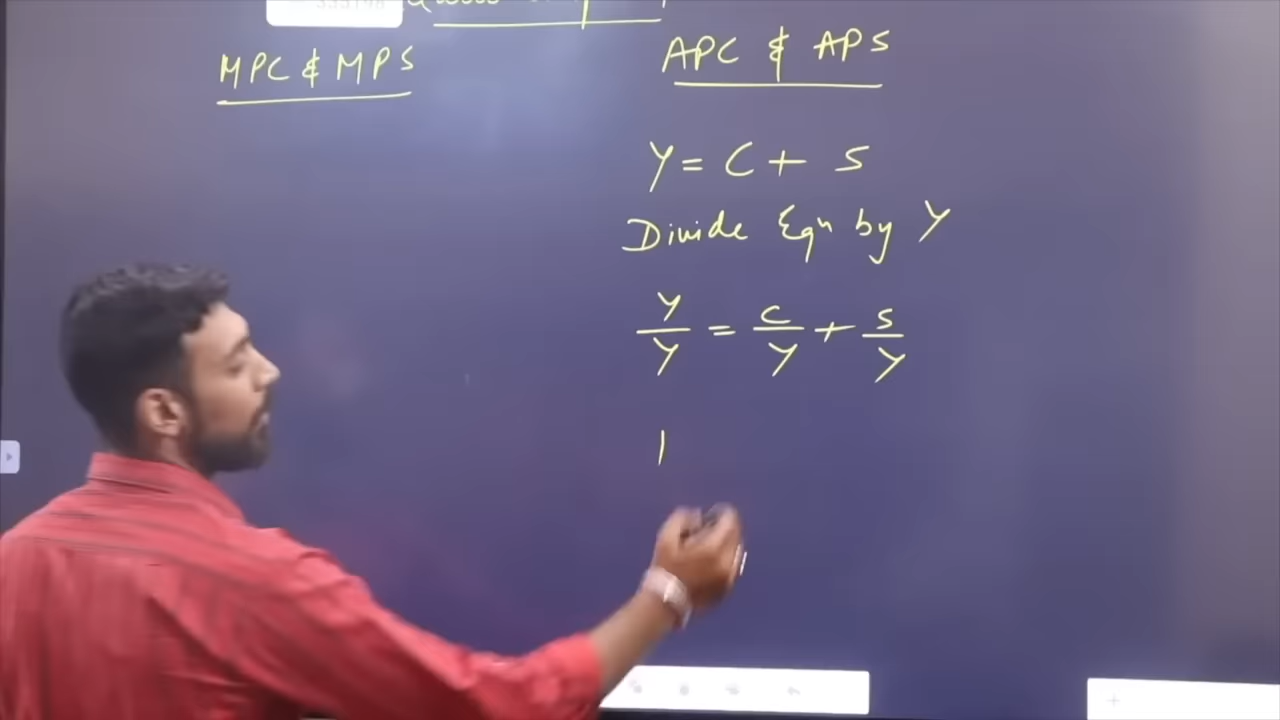 MPC & MPS
APC & APS
Y = C + S
Divide Eqn by Y
Y/Y = C/Y + S/Y
1